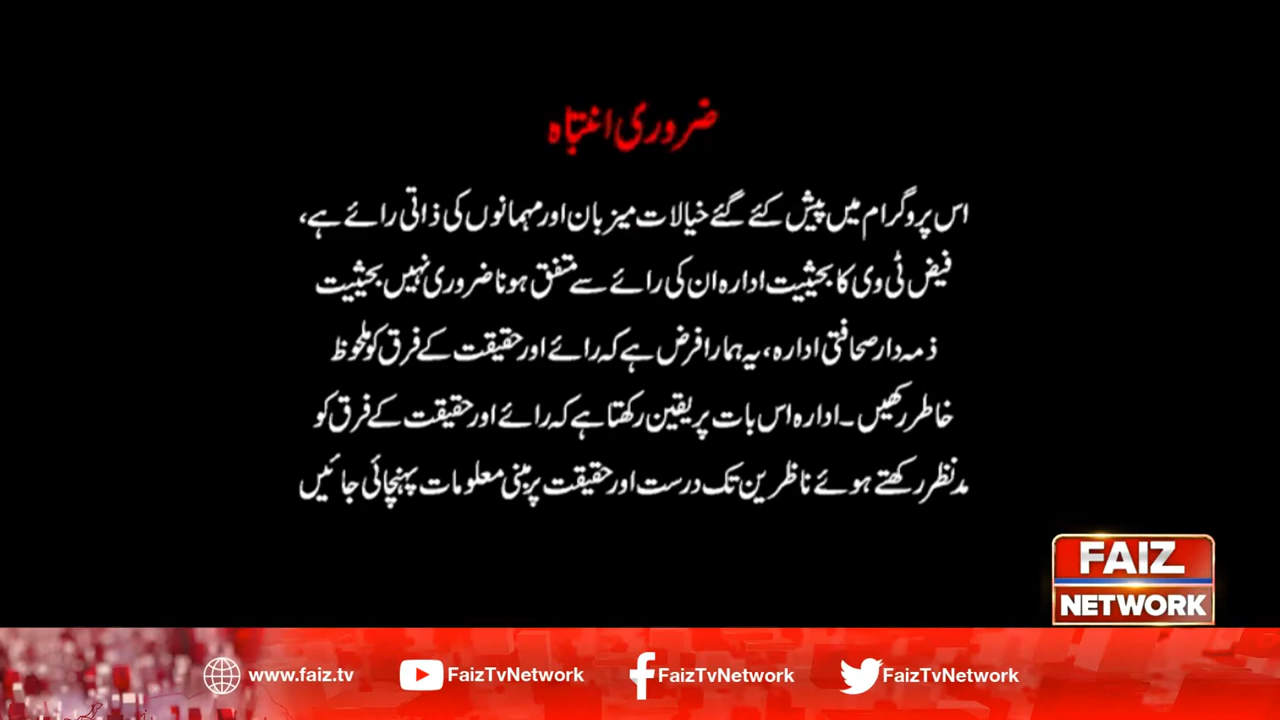 ضروری انتباہ
اس پروگرام میں پیش کئے گئے خیالات میزبان اور مہمانوں کی ذاتی رائے ہے،
فیض ٹی وی کا بحیثیت ادارہ ان کی رائے سے متفق ہونا ضروری نہیں بحیثیت
ذمہ دار صحافتی ادارہ، یہ ہمارا فرض ہے کہ رائے اور حقیقت کے فرق کو ملحوظ
خاطر رکھیں۔ ادارہ اس بات پر یقین رکھتا ہے کہ رائے اور حقیقت کے فرق کو
مدنظر رکھتے ہوئے ناظرین تک درست اور حقیقت پر مبنی معلومات پہنچائی جائیں
FAIZ
NETWORK
www.faiz.tv FaizTvNetwork FaizTvNetwork FaizTvNetwork